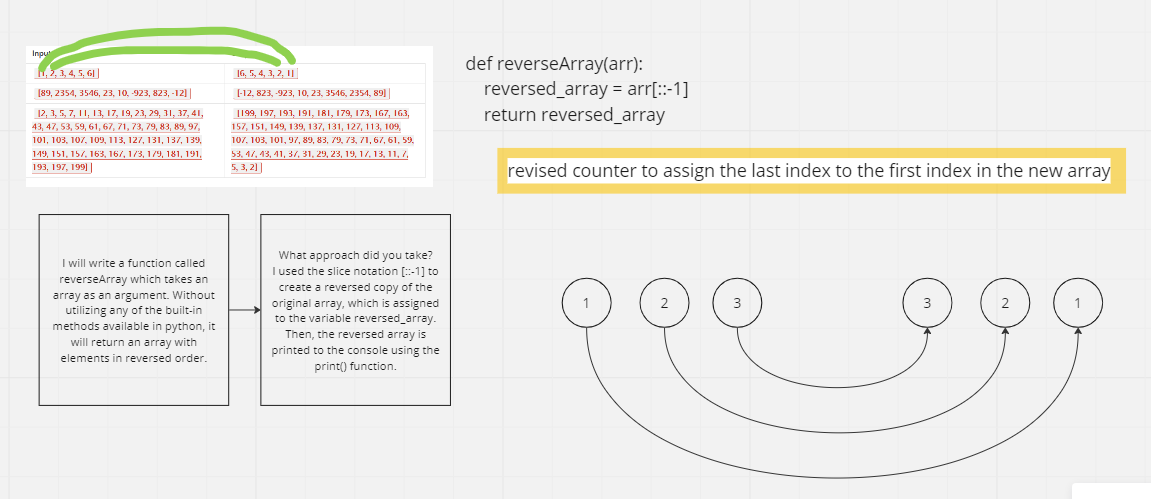 Input
[1, 2, 3, 4, 5, 6]
[6, 5, 4, 3, 2, 1]
[89, 2354, 3546, 23, 10, -923, 823, -12]
[-12, 823, -923, 10, 23, 3546, 2354, 89]
[2, 3, 5, 7, 11, 13, 17, 19, 23, 29, 31, 37, 41,
43, 47, 53, 59, 61, 67, 71, 73, 79, 83, 89, 97,
101, 103, 107, 109, 113, 127, 131, 137, 139,
149, 151, 157, 163, 167, 173, 179, 181, 191,
193, 197, 199]
[199, 197, 193, 191, 181, 179, 173, 167, 163,
157, 151, 149, 139, 137, 131, 127, 113, 109,
107, 103, 101, 97, 89, 83, 79, 73, 71, 67, 61, 59,
53, 47, 43, 41, 37, 31, 29, 23, 19, 17, 13, 11, 7,
5, 3, 2]
def reverseArray(arr):
reversed_array = arr[::-1]
return reversed_array
revised counter to assign the last index to the first index in the new array
I will write a function called
reverseArray which takes an
array as an argument. Without
utilizing any of the built-in
methods available in python, it
will return an array with
elements in reversed order.
What approach did you take?
I used the slice notation [::-1] to
create a reversed copy of the
original array, which is assigned
to the variable reversed_array.
Then, the reversed array is
printed to the console using the
print() function.
1 2 3 3 2 1